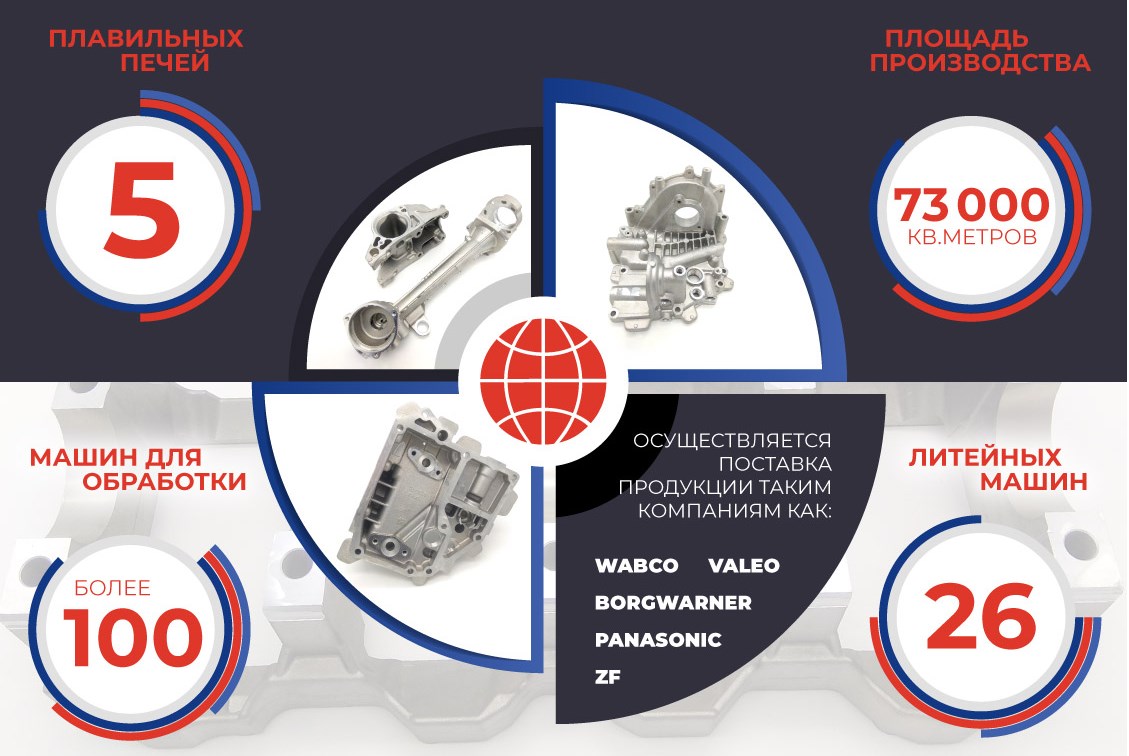 ПЛАВИЛЬНЫХ
ПЕЧЕЙ
5
ПЛОЩАДЬ
ПРОИЗВОДСТВА
73 000
КВ.МЕТРОВ
МАШИН ДЛЯ
ОБРАБОТКИ
БОЛЕЕ
100
ОСУЩЕСТВЛЯЕТСЯ
ПОСТАВКА
ПРОДУКЦИИ ТАКИМ
КОМПАНИЯМ КАК:
WABCO VALEO
BORGWARNER
PANASONIC
ZF
ЛИТЕЙНЫХ
МАШИН
26